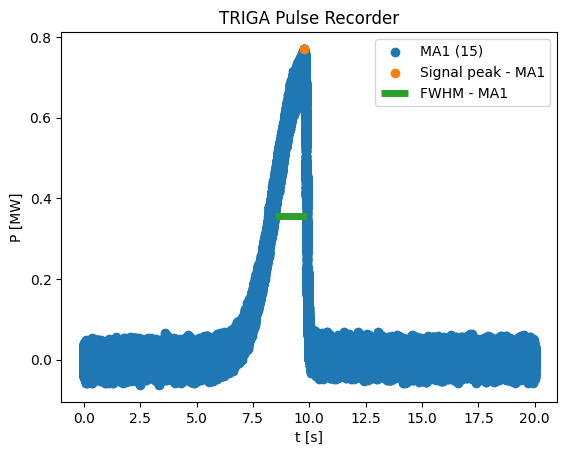 TRIGA Pulse Recorder
MA1 (15)
Signal peak - MA1
FWHM - MA1
P [MW]
0.8
0.6
0.4
0.2
0.0
0.0 2.5 5.0 7.5 10.0 12.5 15.0 17.5 20.0
t [s]